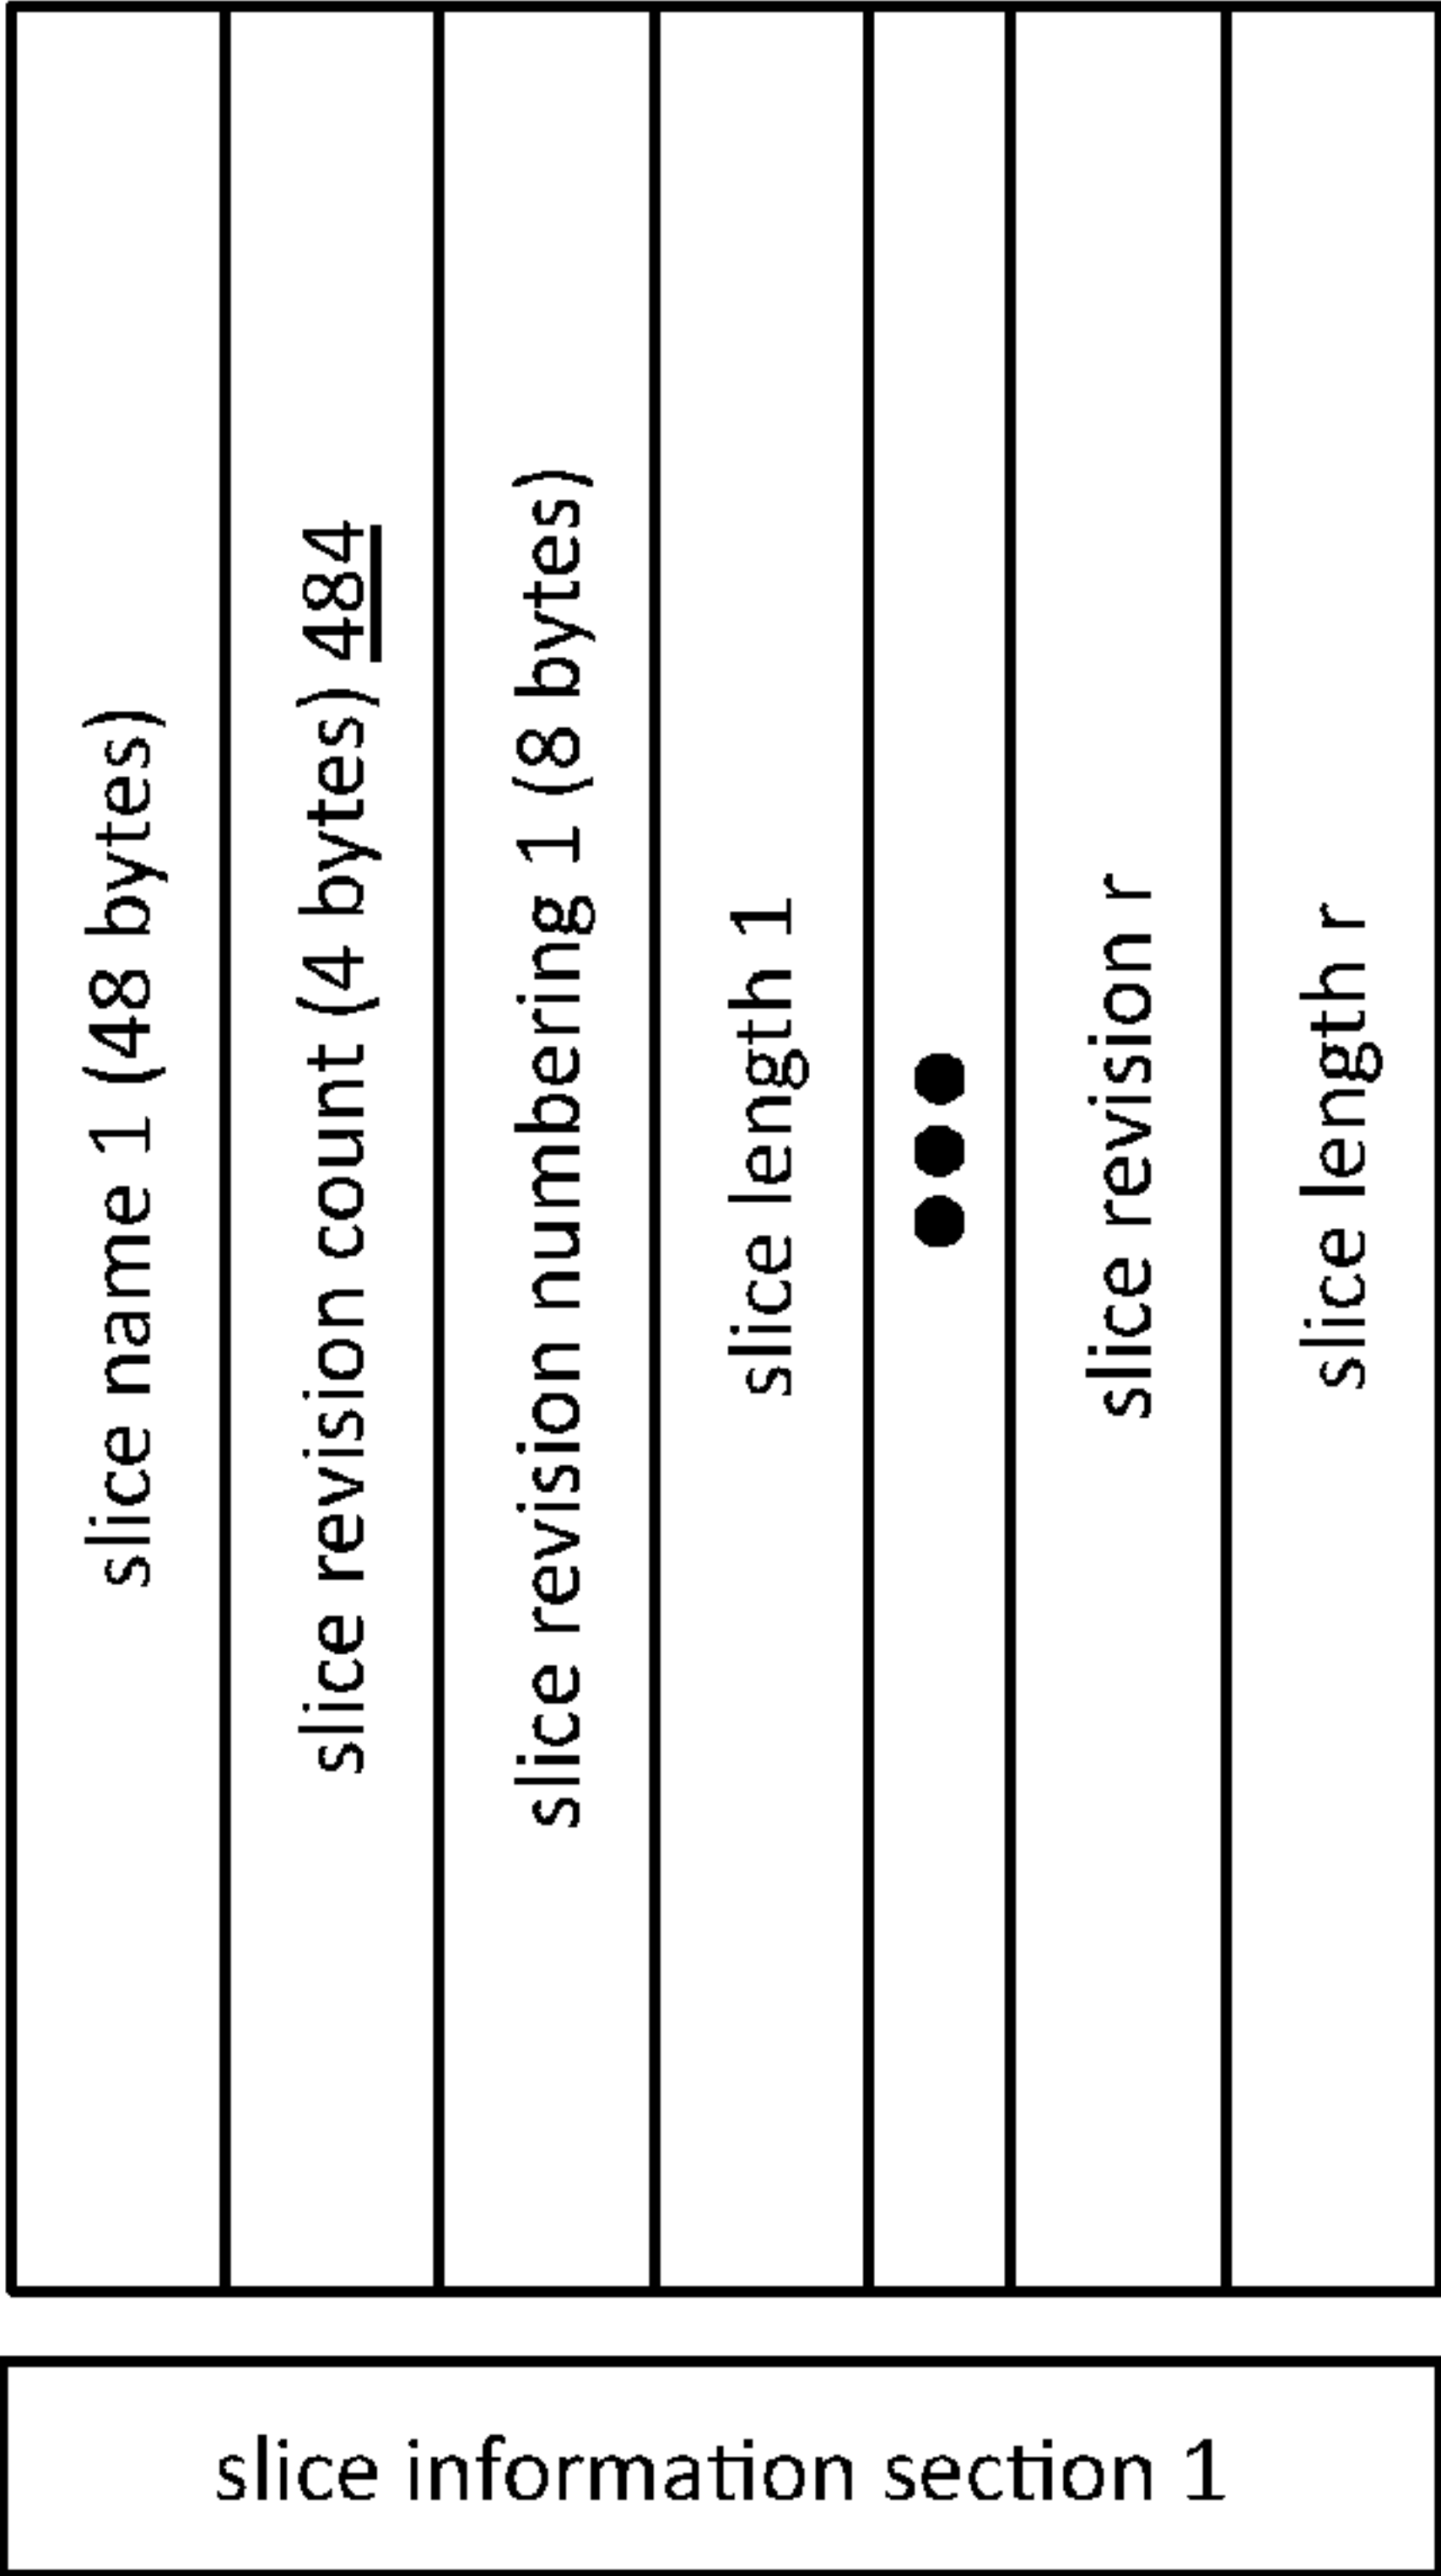 slice name 1 (48 bytes)
slice revision count (4 bytes) 484
slice revision numbering 1 (8 bytes)
slice length 1
slice revision r
slice length r
slice information section 1